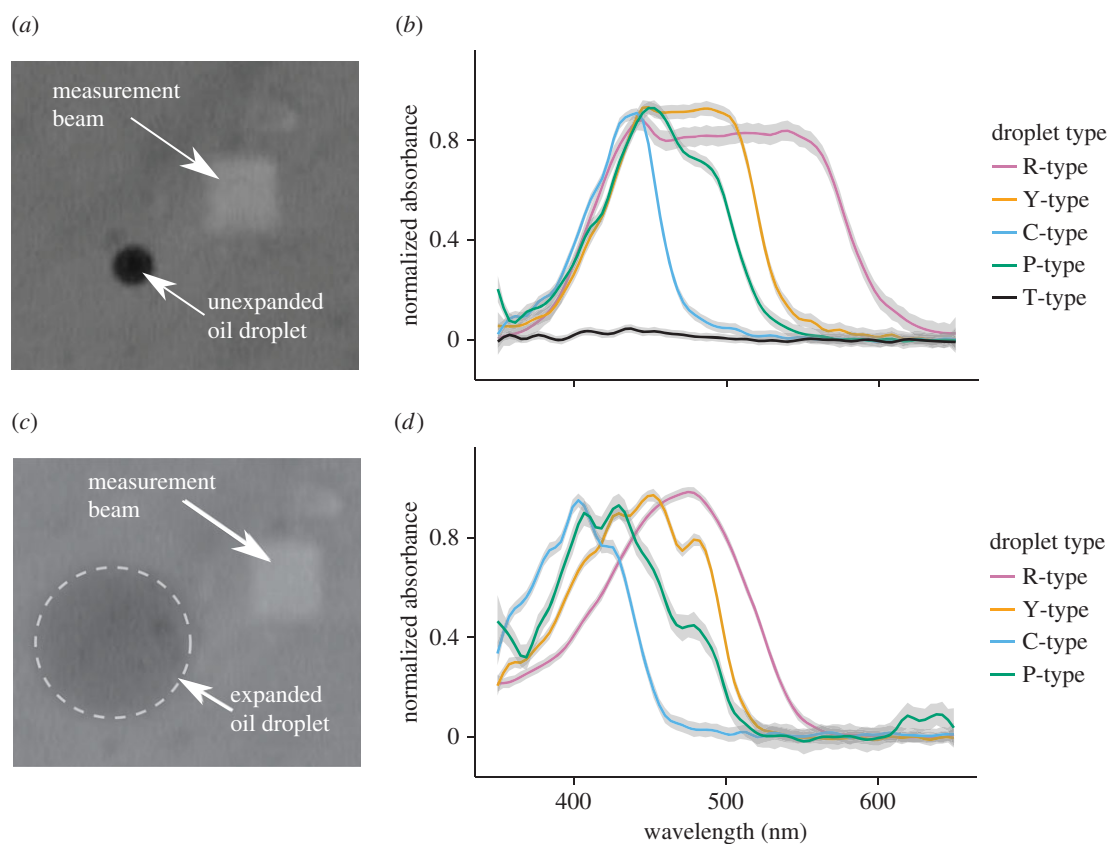 (a)
measurement
beam
unexpanded
oil droplet
(b)
normalized absorbance
0.8
0.4
0
droplet type
R-type
Y-type
C-type
P-type
T-type
(c)
measurement
beam
expanded
oil droplet
(d)
normalized absorbance
0.8
0.4
0
400
500
600
wavelength (nm)
droplet type
R-type
Y-type
C-type
P-type